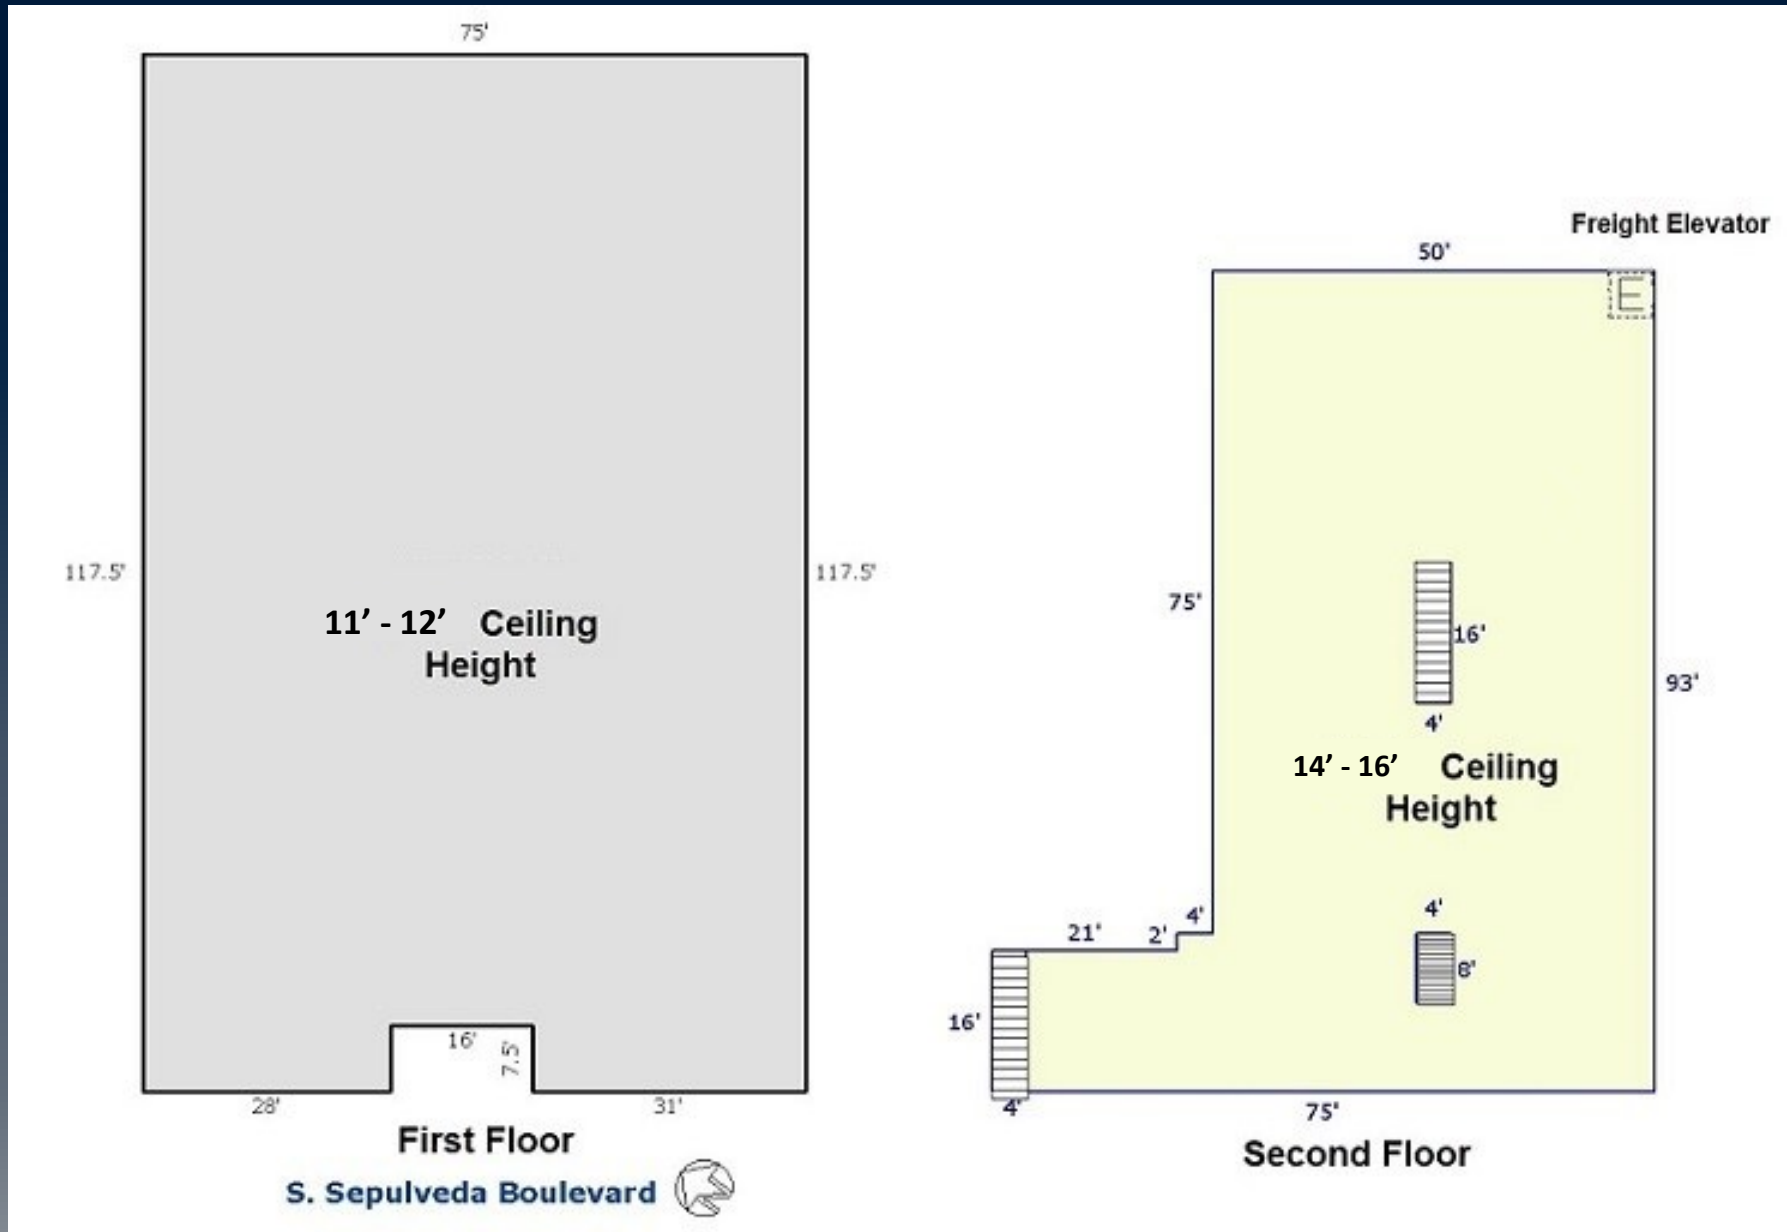 75'
117.5'
117.5'
11’ - 12’ Ceiling
Height
16'
7.5'
28'
31'
First Floor
S. Sepulveda Boulevard
Freight Elevator
50'
E
75'
16'
4'
93'
14’ - 16’ Ceiling
Height
4'
8'
21'
2'
4'
16'
4'
75'
Second Floor